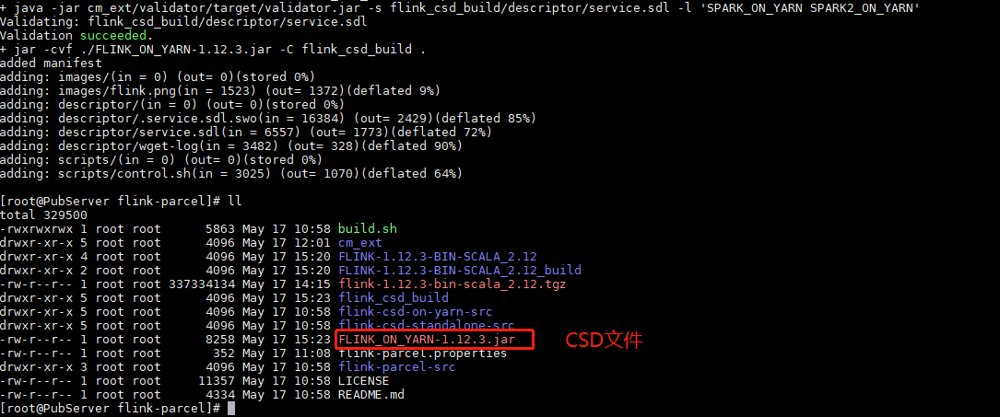 + java -jar cm_ext/validator/target/validator.jar -s flink_csd_build/descriptor/service.sdl -l 'SPARK_ON_YARN SPARK2_ON_YARN'
Validating: flink_csd_build/descriptor/service.sdl
Validation succeeded.
+ jar -cvf ./FLINK_ON_YARN-1.12.3.jar -C flink_csd_build .
added manifest
adding: images/(in = 0) (out= 0)(stored 0%)
adding: images/flink.png(in = 1523) (out= 1372)(deflated 9%)
adding: descriptor/(in = 0) (out= 0)(stored 0%)
adding: descriptor/.service.sdl.swo(in = 16384) (out= 2429)(deflated 85%)
adding: descriptor/service.sdl(in = 6557) (out= 1773)(deflated 72%)
adding: descriptor/wget-log(in = 3482) (out= 328)(deflated 90%)
adding: scripts/(in = 0) (out= 0)(stored 0%)
adding: scripts/control.sh(in = 3025) (out= 1070)(deflated 64%)
[root@PubServer flink-parcel]# ll
total 329500
-rwxrwxrwx 1 root root 5863 May 17 10:58 build.sh
drwxr-xr-x 5 root root 4096 May 17 12:01 cm_ext
drwxr-xr-x 4 root root 4096 May 17 15:20 FLINK-1.12.3-BIN-SCALA_2.12
drwxr-xr-x 2 root root 4096 May 17 15:20 FLINK-1.12.3-BIN-SCALA_2.12_build
-rw-r--r-- 1 root root 337334134 May 17 14:15 flink-1.12.3-bin-scala_2.12.tgz
drwxr-xr-x 5 root root 4096 May 17 15:23 flink_csd_build
drwxr-xr-x 5 root root 4096 May 17 10:58 flink-csd-on-yarn-src
drwxr-xr-x 5 root root 4096 May 17 10:58 flink-csd-standalone-src
-rw-r--r-- 1 root root 8258 May 17 15:23 FLINK_ON_YARN-1.12.3.jar CSD文件
-rw-r--r-- 1 root root 352 May 17 11:08 flink-parcel.properties
drwxr-xr-x 3 root root 4096 May 17 10:58 flink-parcel-src
-rw-r--r-- 1 root root 11357 May 17 10:58 LICENSE
-rw-r--r-- 1 root root 4334 May 17 10:58 README.md
[root@PubServer flink-parcel]#